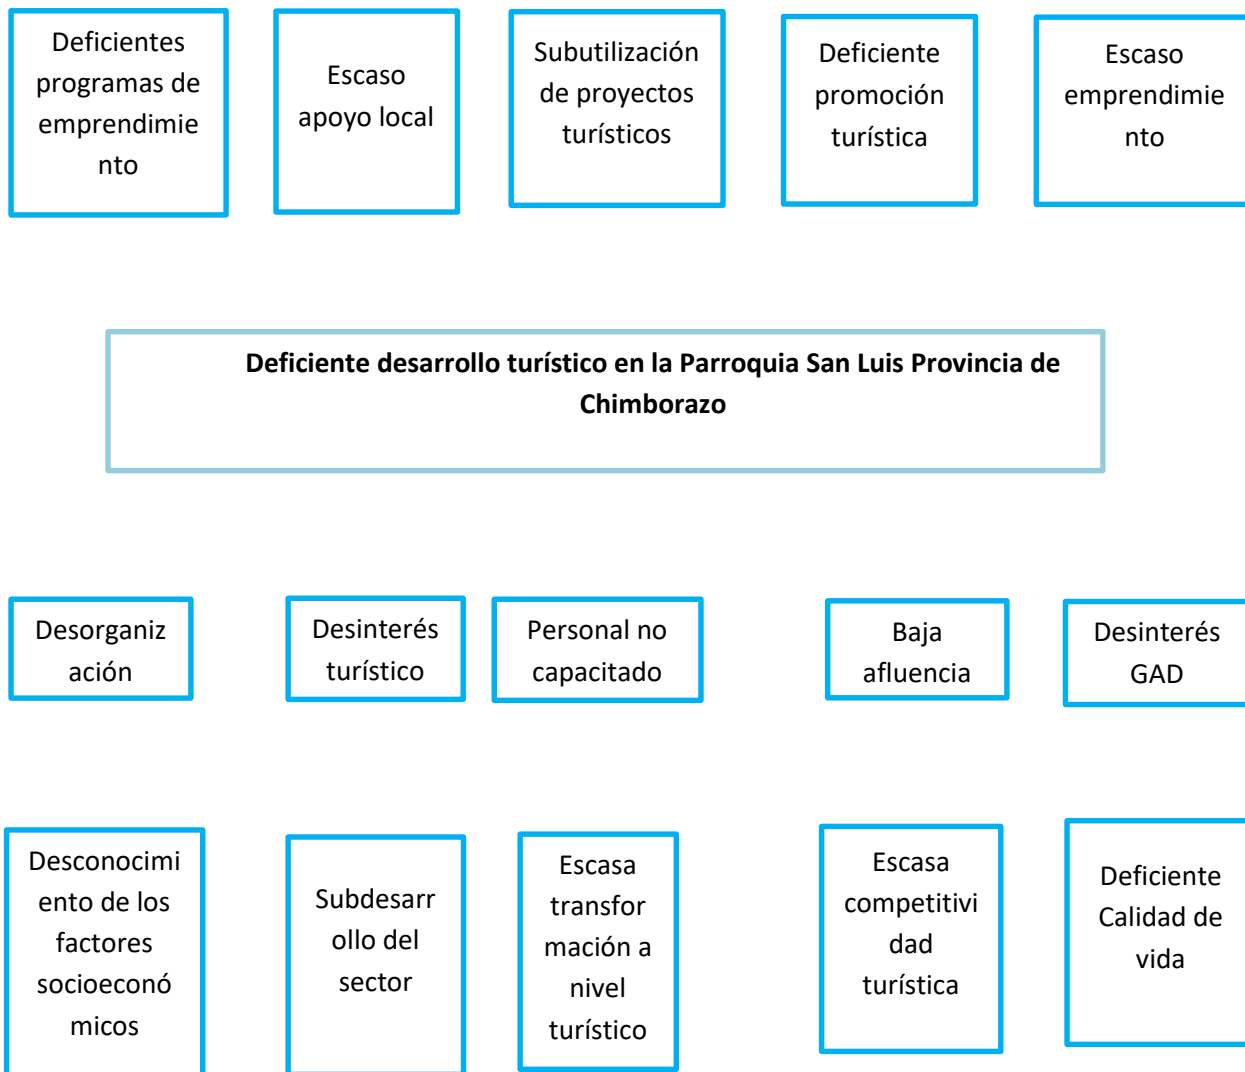 Deficientes
programas de
emprendimie
nto
Escaso
apoyo local
Subutilización
de proyectos
turísticos
Deficiente
promoción
turística
Escaso
emprendimie
nto
Deficiente desarrollo turístico en la Parroquia San Luis Provincia de
Chimborazo
Desorganiz
ación
Desinterés
turístico
Personal no
capacitado
Baja
afluencia
Desinterés
GAD
Desconocimi
ento de los
factores
socioeconó
micos
Subdesarr
ollo del
sector
Escasa
transfor
mación a
nivel
turístico
Escasa
competitivi
dad
turística
Deficiente
Calidad de
vida